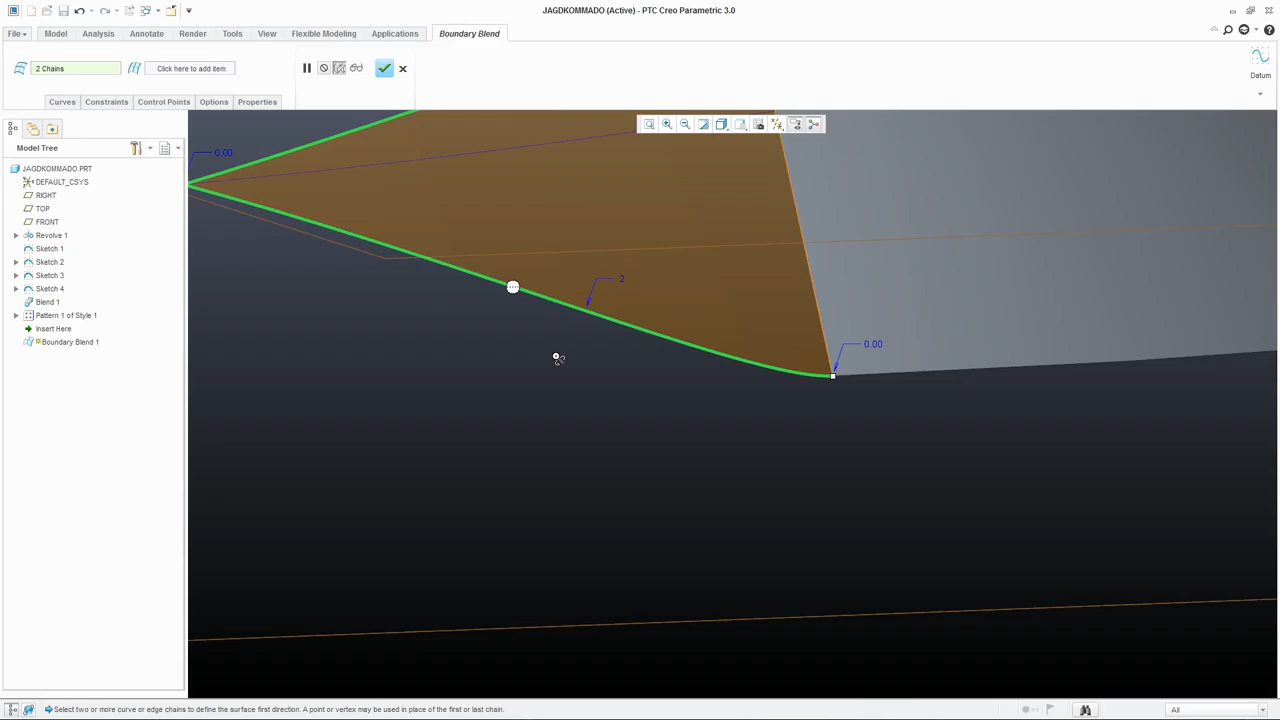 JAGDKOMMADO (Active) - PTC Creo Parametric 3.0
File
Model
Analysis
Annotate
Render
Tools
View
Flexible Modeling
Applications
Boundary Blend
2 Chains
Click here to add item
Datum
Curves
Constraints
Control Points
Options
Properties
Model Tree
JAGDKOMMADO.PRT
DEFAULT_CSYS
RIGHT
TOP
FRONT
Revolve 1
Sketch 1
Sketch 2
Sketch 3
Sketch 4
Blend 1
Pattern 1 of Style 1
Insert Here
Boundary Blend 1
0.00
2
0.00
Select two or more curve or edge chains to define the surface first direction. A point or vertex may be used in place of the first or last chain.
All